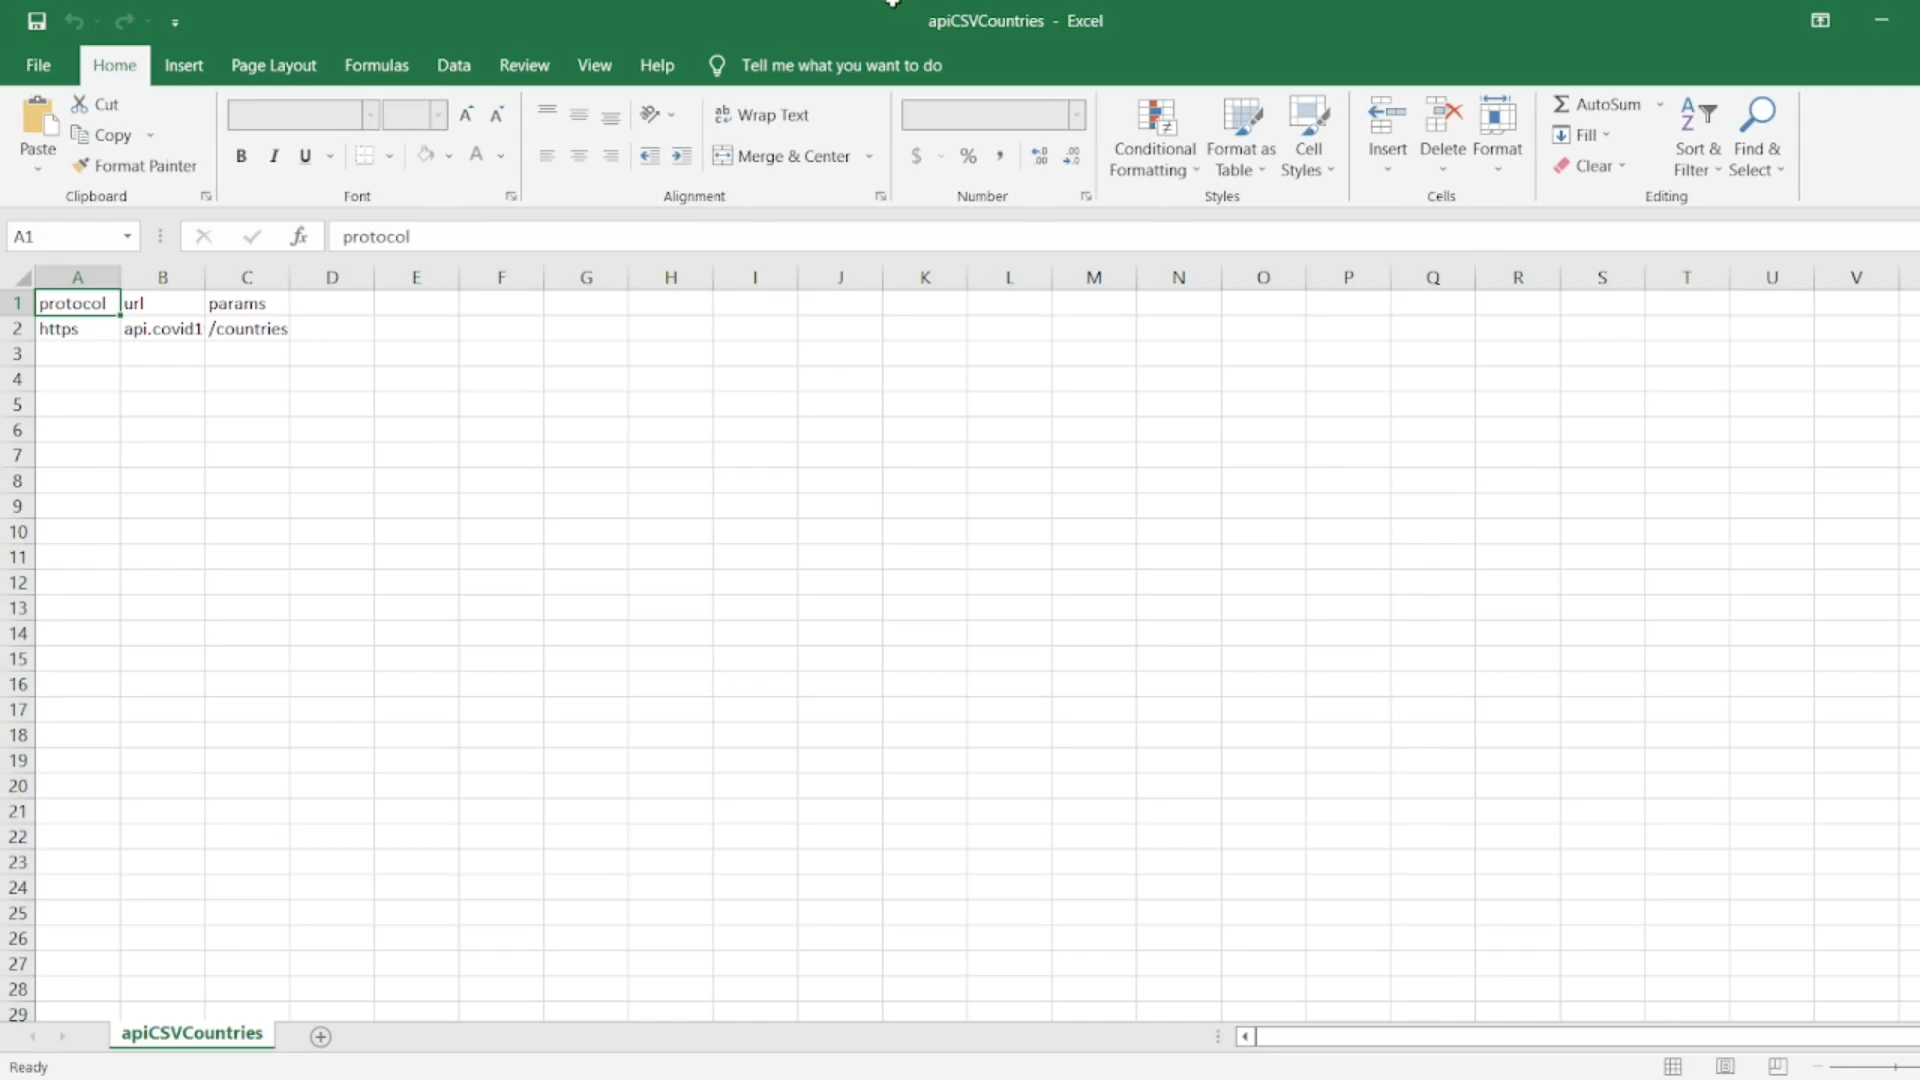 apiCSVCountries - Excel
File Home Insert Page Layout Formulas Data Review View Help Tell me what you want to do
Paste
Cut
Copy
Format Painter
Clipboard
A A
B I U A
Font
Wrap Text
Merge & Center
Alignment
$ % ,
Number
Conditional Formatting
Format as Table
Cell Styles
Styles
Insert Delete Format
Cells
AutoSum
Fill
Clear
Sort & Filter
Find & Select
Editing
A1 fx protocol
A B C D E F G H I J K L M N O P Q R S T U V
1 protocol url params
2 https api.covid1 /countries
3
4
5
6
7
8
9
10
11
12
13
14
15
16
17
18
19
20
21
22
23
24
25
26
27
28
29
apiCSVCountries
Ready